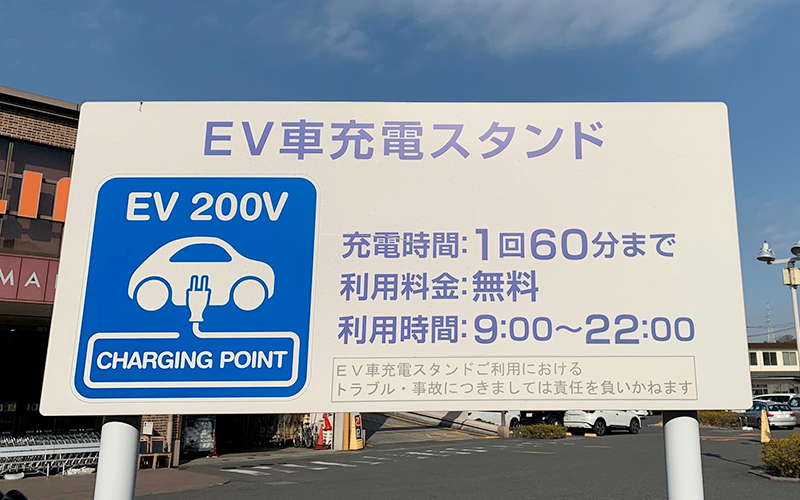 EV車充電スタンド
EV 200V
CHARGING POINT
充電時間:1回60分まで
利用料金:無料
利用時間:9:00〜22:00
EV車充電スタンドご利用における
トラブル・事故につきましては責任を負いかねます
MA